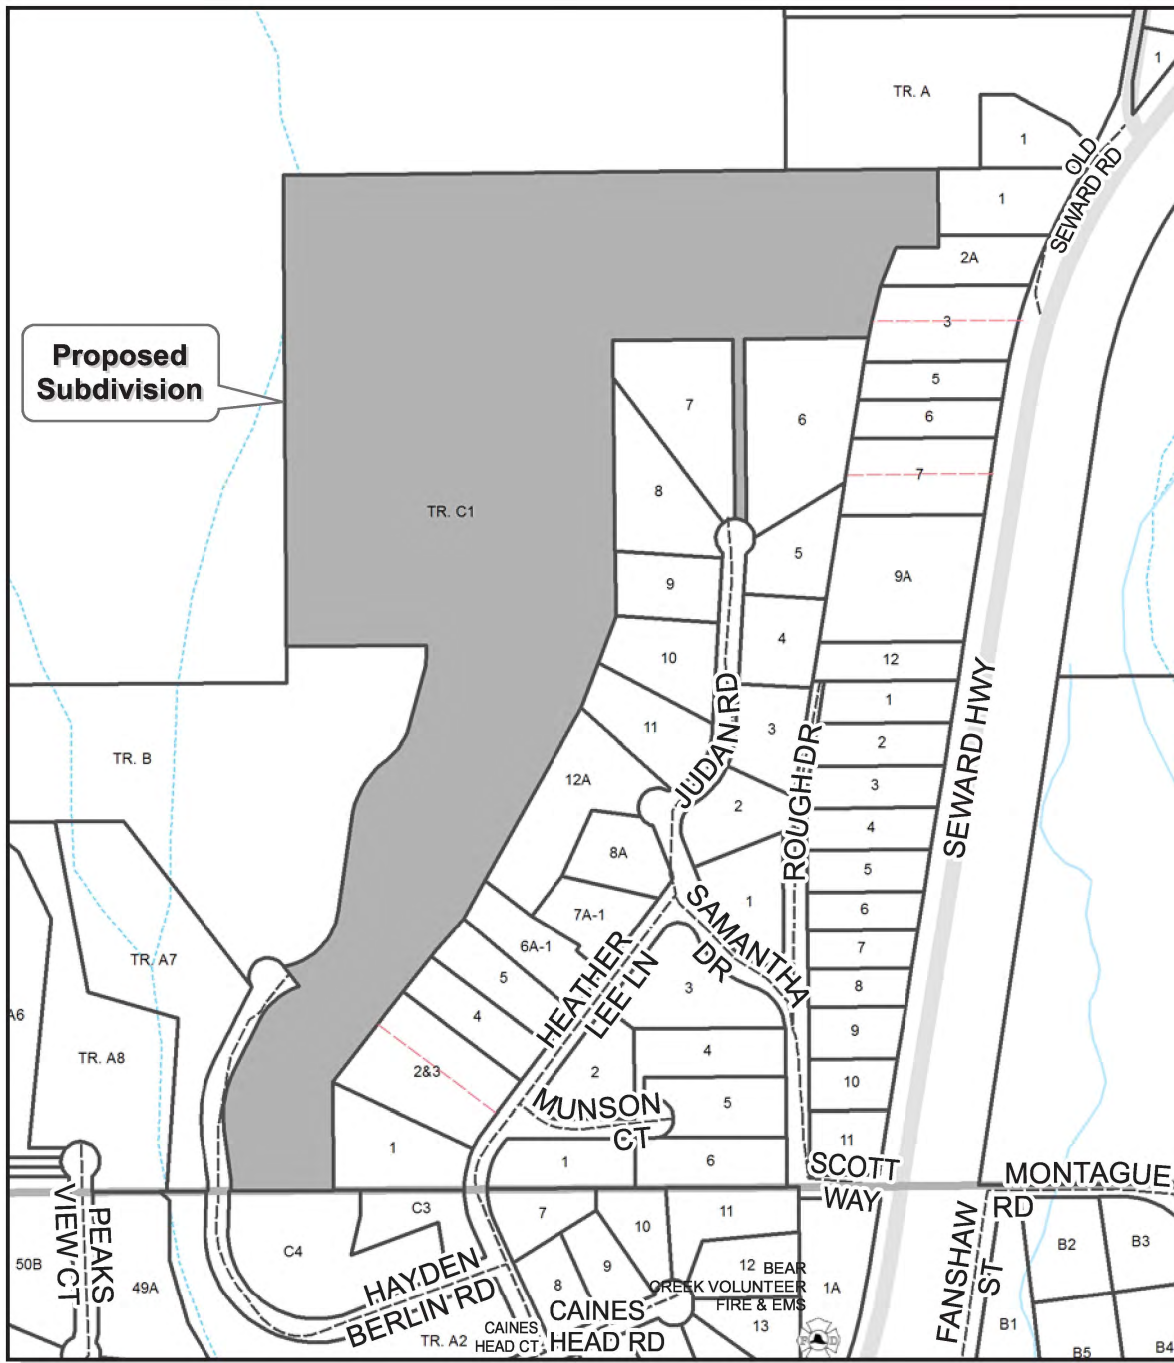 TR. A
1
1
OLD
SEWARD RD
1
2A
3
Proposed
Subdivision
5
6
7
6
7
8
TR. C1
5
9
9A
4
10
12
1
11
3
JUDAN RD
ROUGH DR
SEWARD HWY
2
TR. B
12A
3
2
4
8A
5
1
6
7A-1
SAMANTHA
DR
6A-1
7
HEATHER
LEE LN
5
8
3
TR. A7
4
9
A6
4
TR. A8
2&3
2
10
5
MUNSON
CT
11
1
1
6
SCOTT
WAY
MONTAGUE
RD
PEAKS
VIEW CT
C3
7
10
11
FANSHAW
ST
B2
B3
C4
50B
49A
HAYDEN
BERLIN RD
9
8
12
BEAR
CREEK VOLUNTEER
FIRE & EMS
1A
CAINES
HEAD RD
CAINES
HEAD CT
TR. A2
13
F D
B1
B5
B4